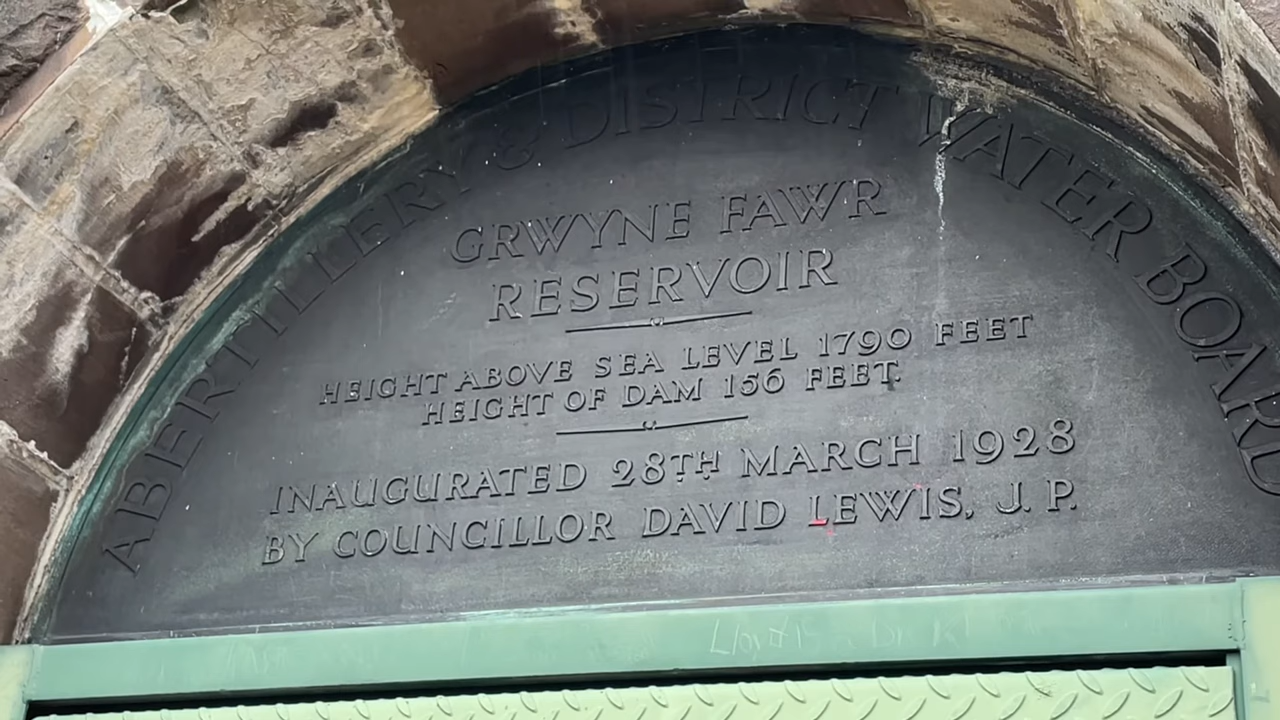 ABERTILLERY & DISTRICT WATER BOARD
GRWYNE FAWR
RESERVOIR
HEIGHT ABOVE SEA LEVEL 1790 FEET
HEIGHT OF DAM 156 FEET.
INAUGURATED 28TH MARCH 1928
BY COUNCILLOR DAVID LEWIS, J. P.